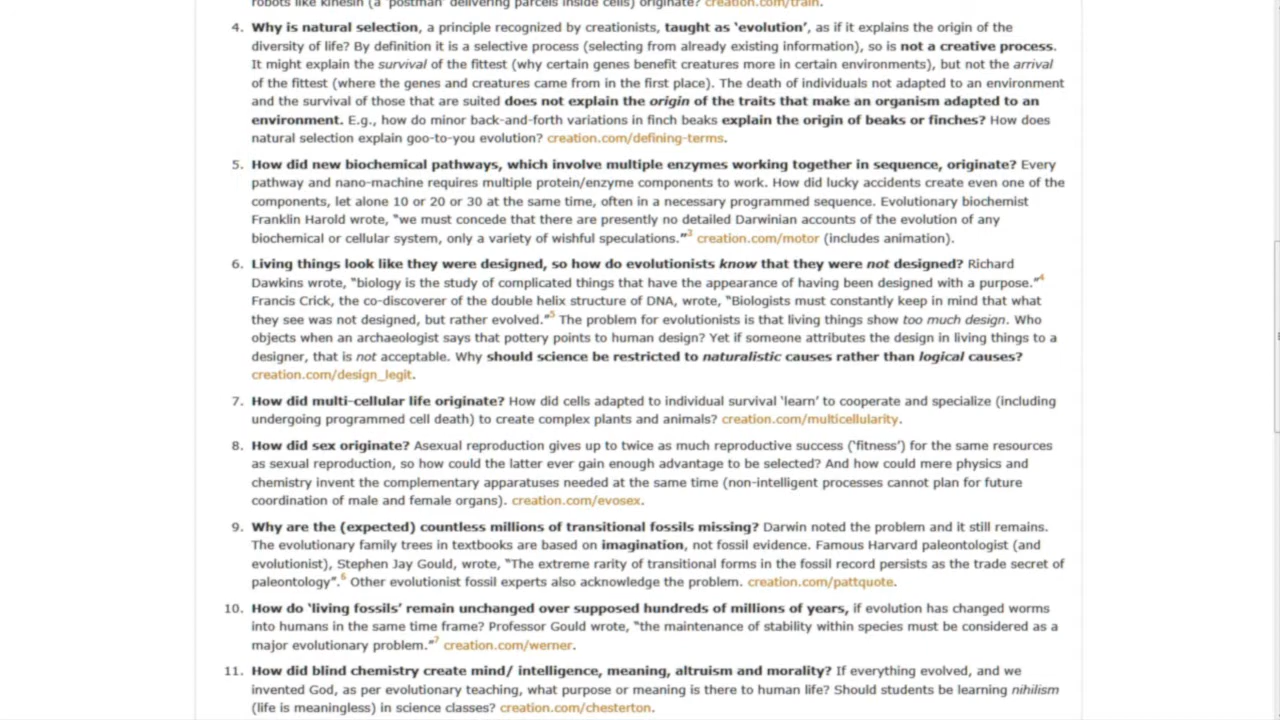 robots like kinesin (a 'postman' delivering parcels inside cells) originate? creation.com/train.
4. Why is natural selection, a principle recognized by creationists, taught as 'evolution', as if it explains the origin of the
diversity of life? By definition it is a selective process (selecting from already existing information), so is not a creative process.
It might explain the survival of the fittest (why certain genes benefit creatures more in certain environments), but not the arrival
of the fittest (where the genes and creatures came from in the first place). The death of individuals not adapted to an environment
and the survival of those that are suited does not explain the origin of the traits that make an organism adapted to an
environment. E.g., how do minor back-and-forth variations in finch beaks explain the origin of beaks or finches? How does
natural selection explain goo-to-you evolution? creation.com/defining-terms.
5. How did new biochemical pathways, which involve multiple enzymes working together in sequence, originate? Every
pathway and nano-machine requires multiple protein/enzyme components to work. How did lucky accidents create even one of the
components, let alone 10 or 20 or 30 at the same time, often in a necessary programmed sequence. Evolutionary biochemist
Franklin Harold wrote, "we must concede that there are presently no detailed Darwinian accounts of the evolution of any
biochemical or cellular system, only a variety of wishful speculations."3 creation.com/motor (includes animation).
6. Living things look like they were designed, so how do evolutionists know that they were not designed? Richard
Dawkins wrote, "biology is the study of complicated things that have the appearance of having been designed with a purpose."4
Francis Crick, the co-discoverer of the double helix structure of DNA, wrote, "Biologists must constantly keep in mind that what
they see was not designed, but rather evolved."5 The problem for evolutionists is that living things show too much design. Who
objects when an archaeologist says that pottery points to human design? Yet if someone attributes the design in living things to a
designer, that is not acceptable. Why should science be restricted to naturalistic causes rather than logical causes?
creation.com/design_legit.
7. How did multi-cellular life originate? How did cells adapted to individual survival 'learn' to cooperate and specialize (including
undergoing programmed cell death) to create complex plants and animals? creation.com/multicellularity.
8. How did sex originate? Asexual reproduction gives up to twice as much reproductive success ('fitness') for the same resources
as sexual reproduction, so how could the latter ever gain enough advantage to be selected? And how could mere physics and
chemistry invent the complementary apparatuses needed at the same time (non-intelligent processes cannot plan for future
coordination of male and female organs). creation.com/evosex.
9. Why are the (expected) countless millions of transitional fossils missing? Darwin noted the problem and it still remains.
The evolutionary family trees in textbooks are based on imagination, not fossil evidence. Famous Harvard paleontologist (and
evolutionist), Stephen Jay Gould, wrote, "The extreme rarity of transitional forms in the fossil record persists as the trade secret of
paleontology".6 Other evolutionist fossil experts also acknowledge the problem. creation.com/pattquote.
10. How do 'living fossils' remain unchanged over supposed hundreds of millions of years, if evolution has changed worms
into humans in the same time frame? Professor Gould wrote, "the maintenance of stability within species must be considered as a
major evolutionary problem."7 creation.com/werner.
11. How did blind chemistry create mind/ intelligence, meaning, altruism and morality? If everything evolved, and we
invented God, as per evolutionary teaching, what purpose or meaning is there to human life? Should students be learning nihilism
(life is meaningless) in science classes? creation.com/chesterton.